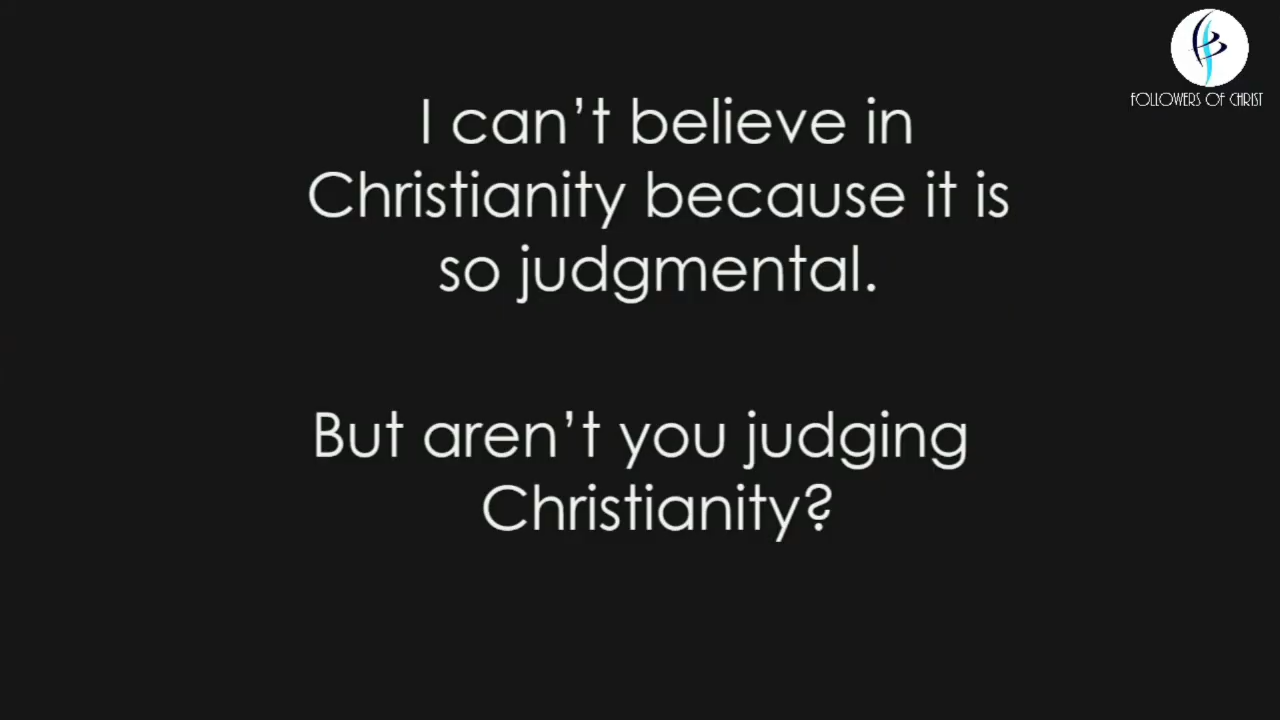 FOLLOWERS OF CHRIST
I can’t believe in
Christianity because it is
so judgmental.
But aren’t you judging
Christianity?